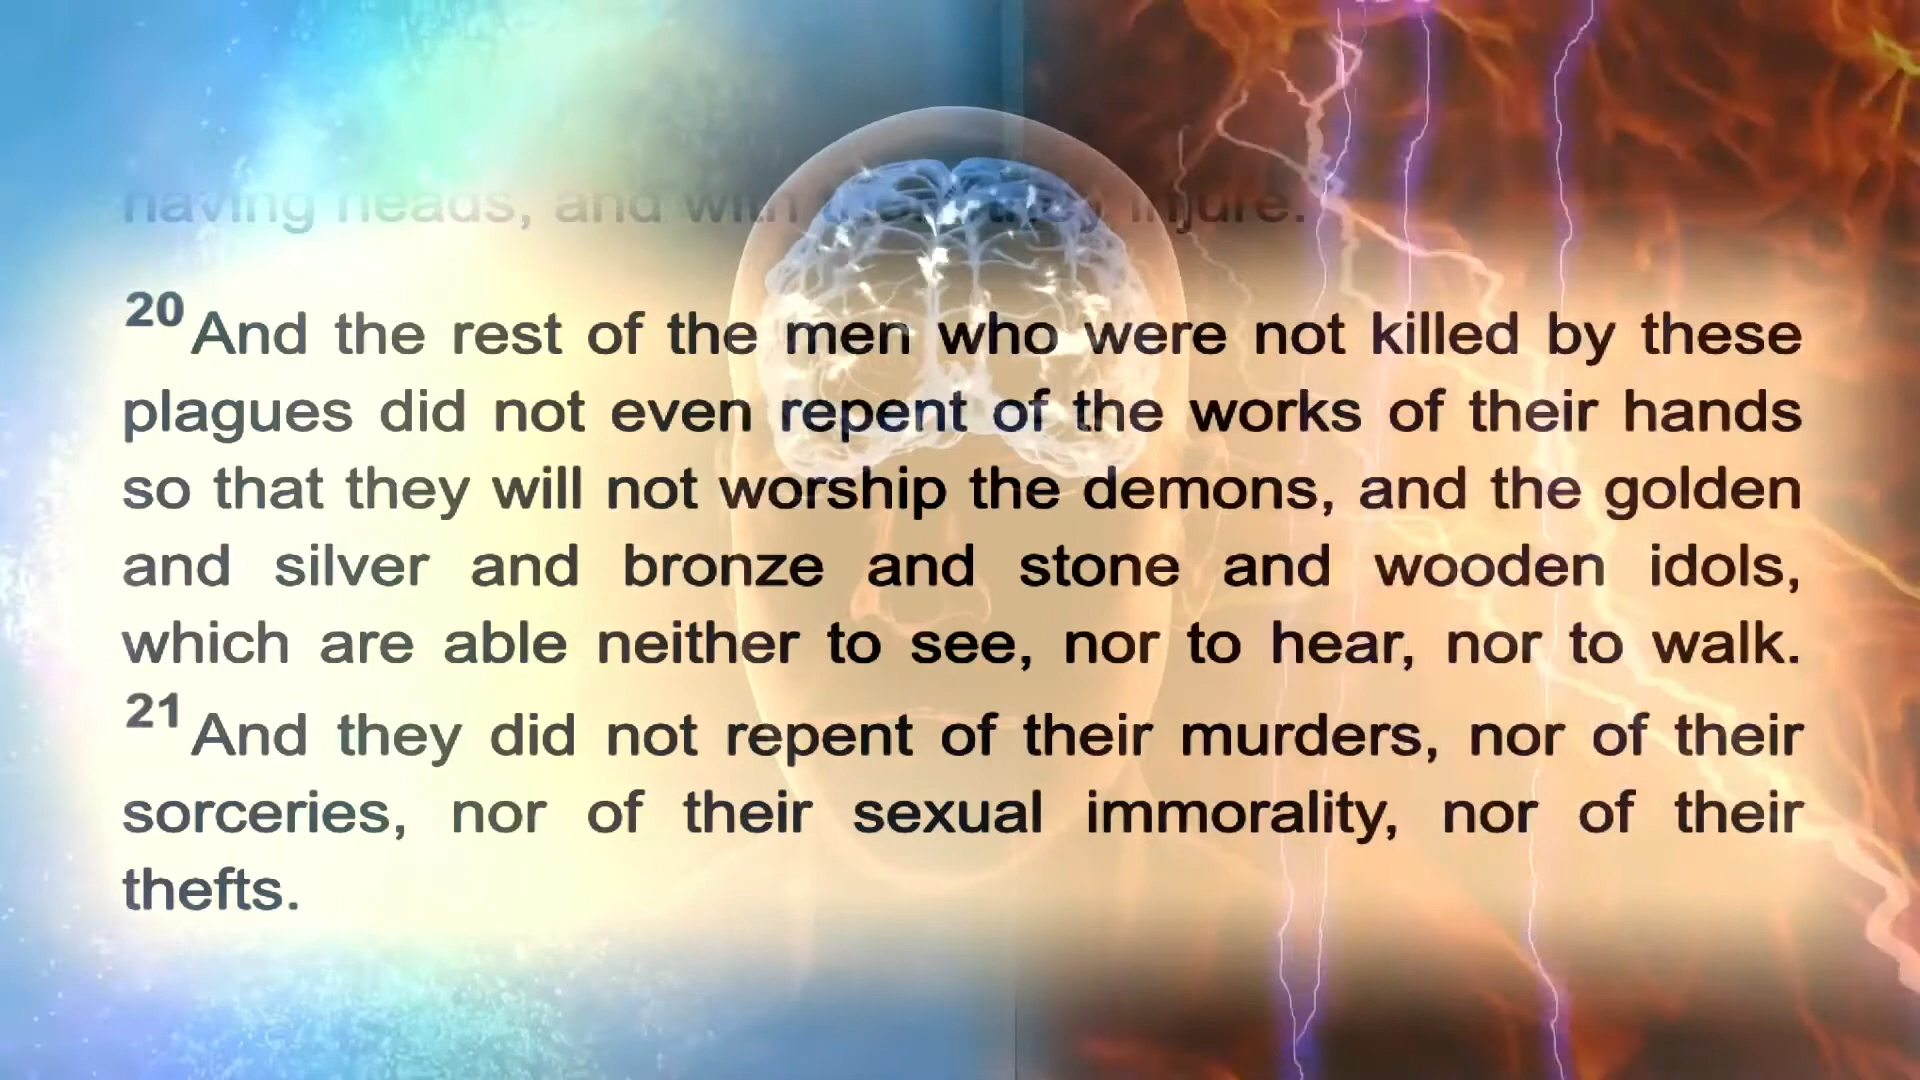 having heads, and with them they injure.
20 And the rest of the men who were not killed by these
plagues did not even repent of the works of their hands
so that they will not worship the demons, and the golden
and silver and bronze and stone and wooden idols,
which are able neither to see, nor to hear, nor to walk.
21 And they did not repent of their murders, nor of their
sorceries, nor of their sexual immorality, nor of their
thefts.